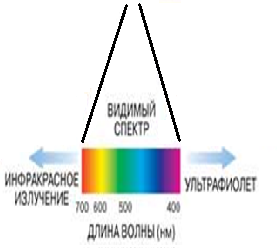 ВИДИМЫЙ
СПЕКТР
ИНФРАКРАСНОЕ
ИЗЛУЧЕНИЕ
УЛЬТРАФИОЛЕТ
700 600 500 400
ДЛИНА ВОЛНЫ (нм)